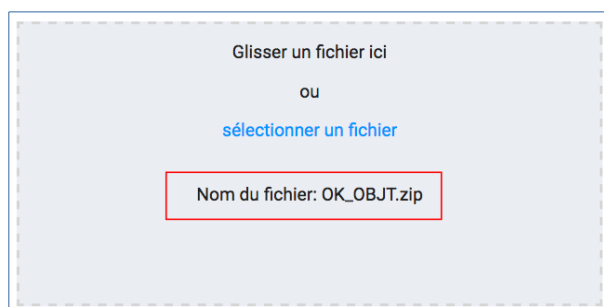 Glisser un fichier ici
ou
sélectionner un fichier
Nom du fichier: OK_OBJT.zip